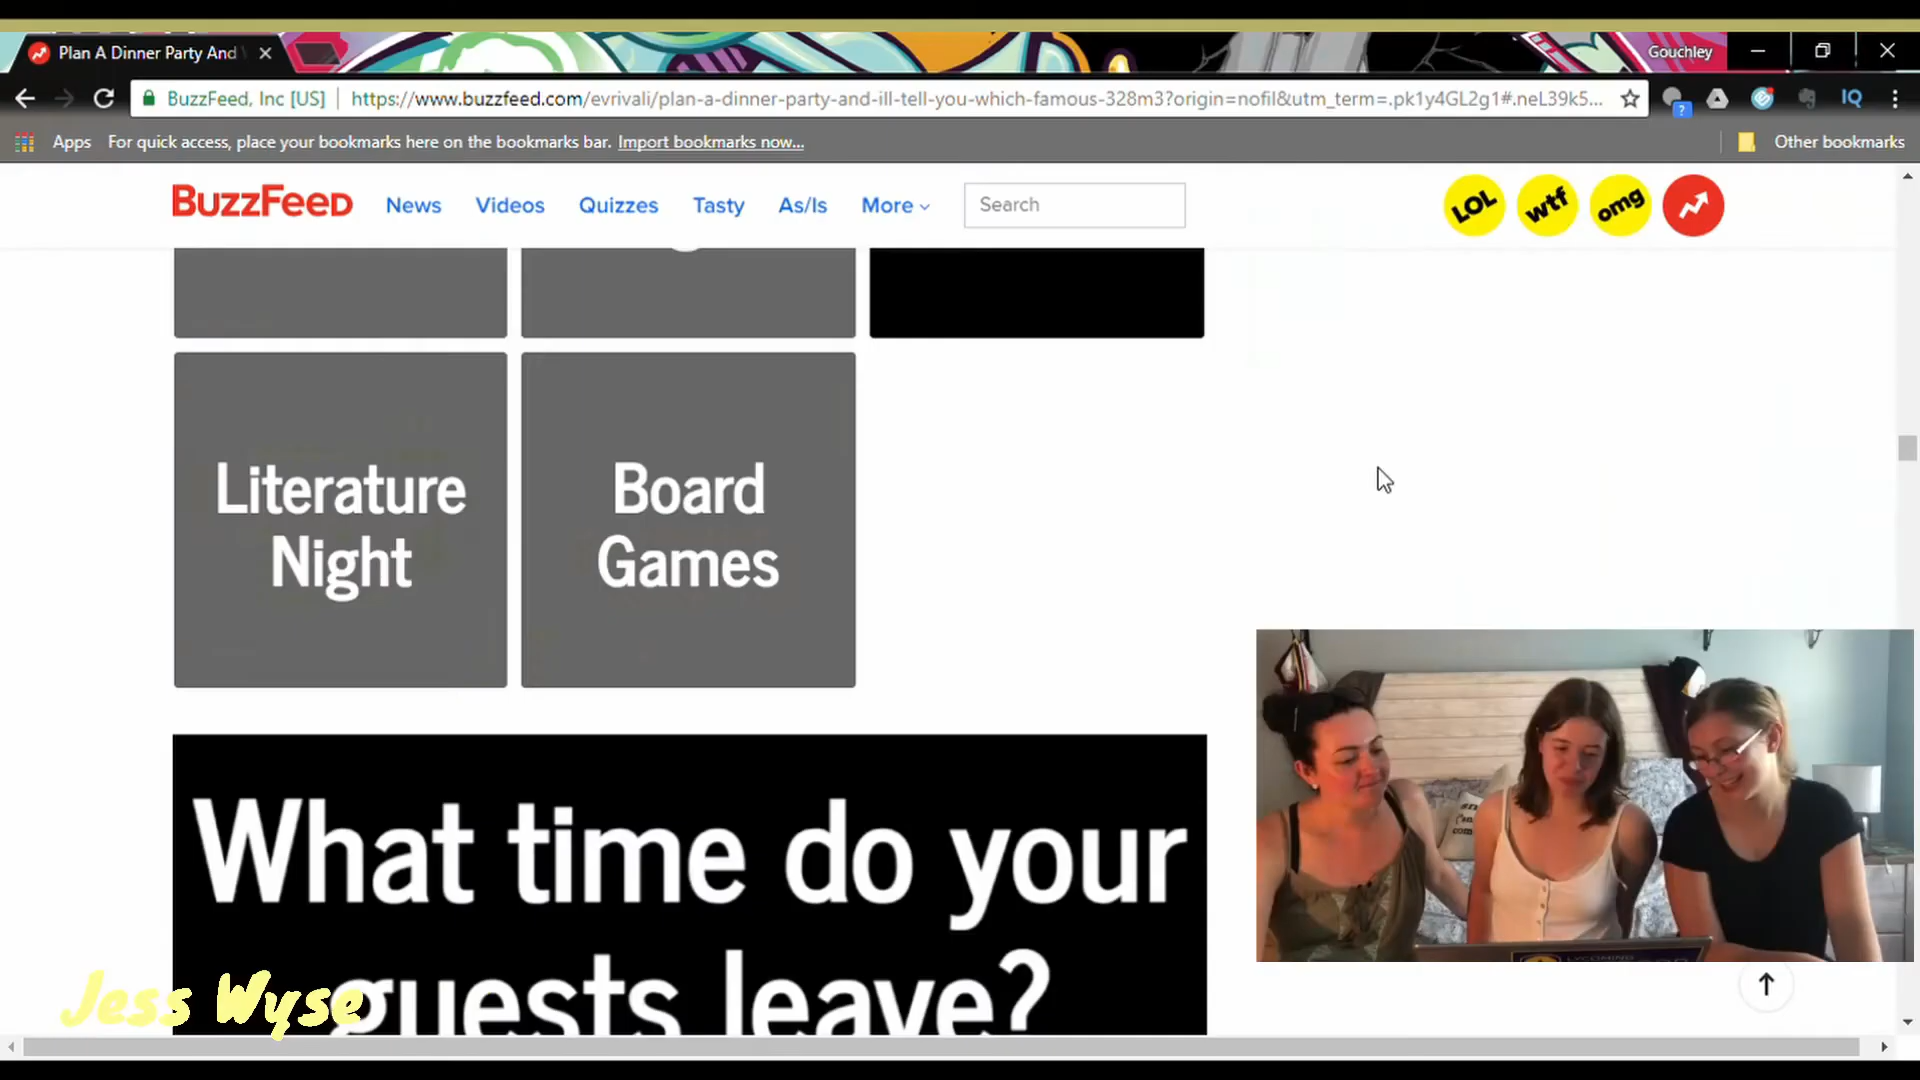 Plan A Dinner Party And
Gouchley
BuzzFeed, Inc [US]
https://www.buzzfeed.com/evrivali/plan-a-dinner-party-and-ill-tell-you-which-famous-328m3?origin=nofil&utm_term=.pk1y4GL2g1#.neL39k5...
IQ
Apps
For quick access, place your bookmarks here on the bookmarks bar. Import bookmarks now...
Other bookmarks
BuzzFeed
News
Videos
Quizzes
Tasty
As/Is
More
Search
LOL
wtf
omg
Literature
Night
Board
Games
What time do your
guests leave?
Jess Wyse
LYCOMING